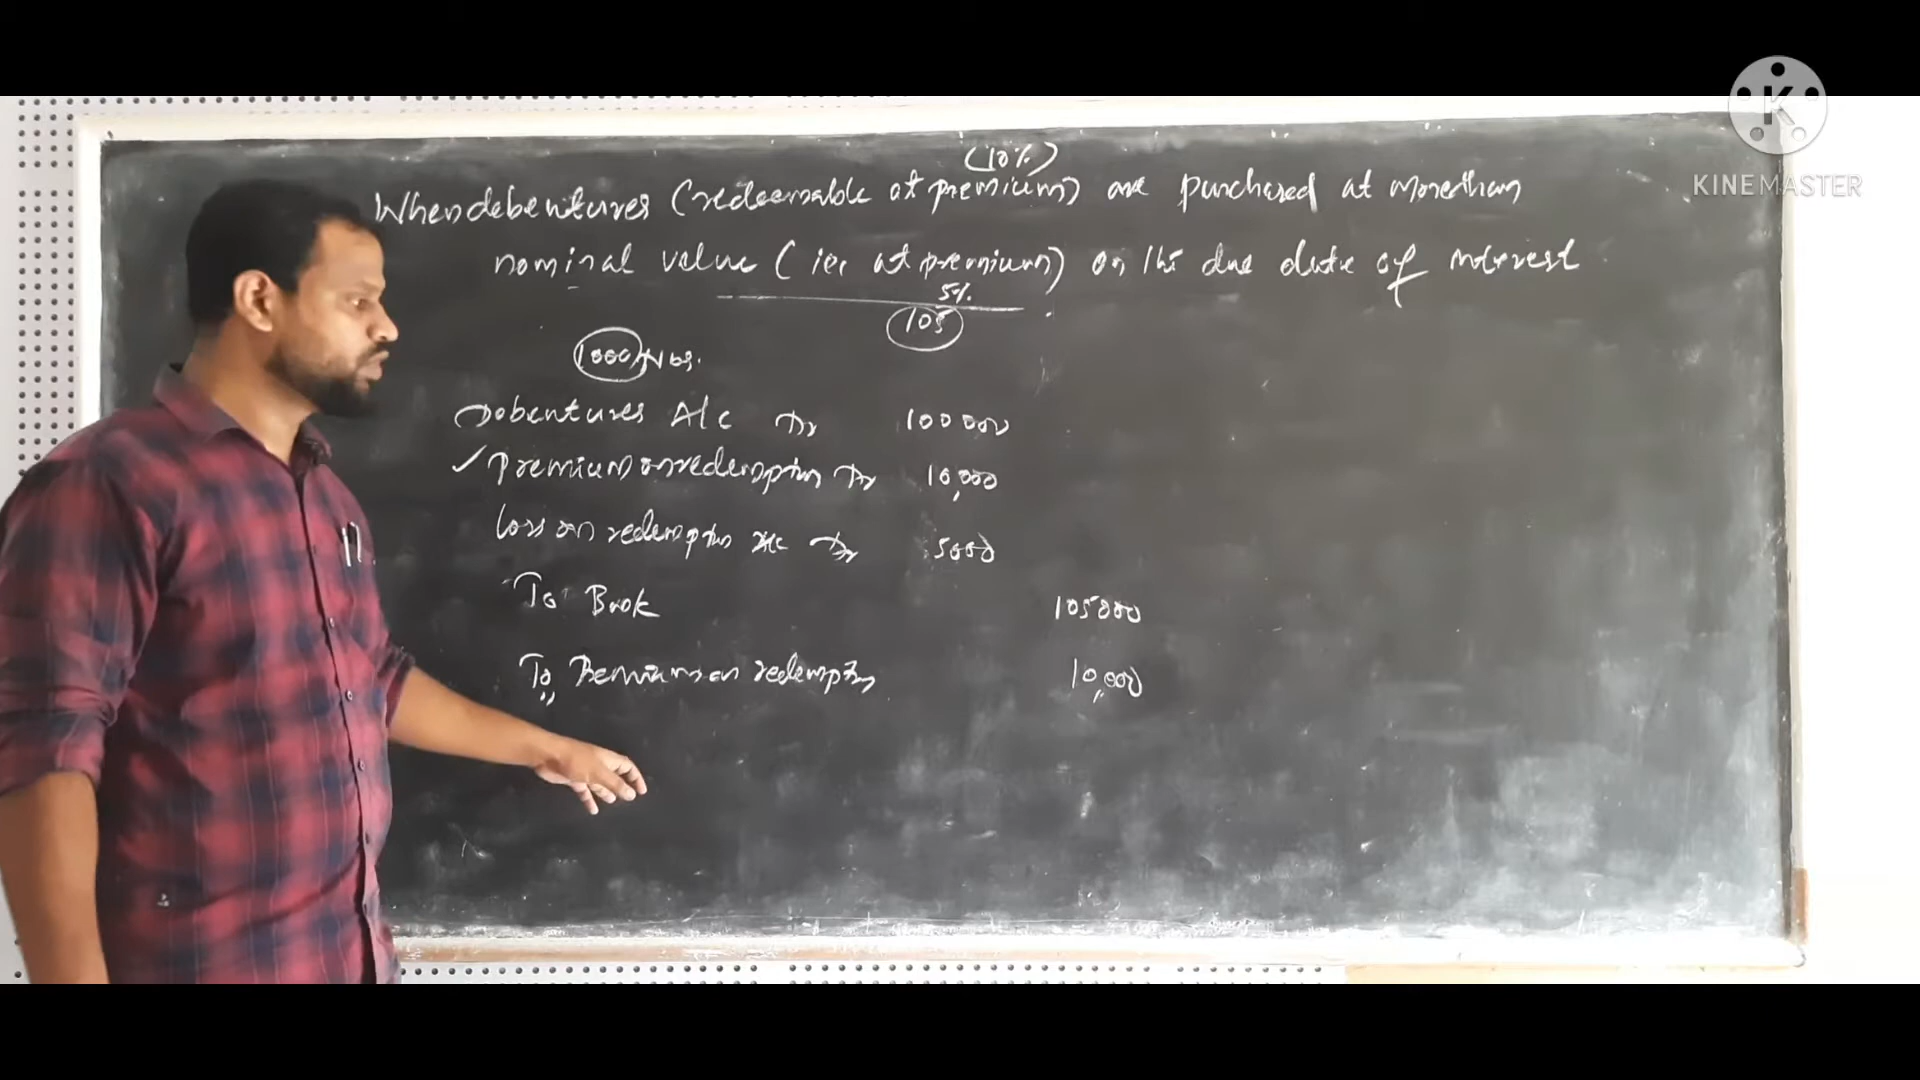 (10%)
When debentures (redeemable at premium) are purchased at more than
nominal value (ie, at premium) on the due date of interest
5%
105
1000 Nos.
Debentures A/c Dr 100000
✓ Premium on redemption Dr 10,000
Loss on redemption A/c Dr 5000
To Bank 105000
To Premium on redemption 10,000
K
KINEMASTER